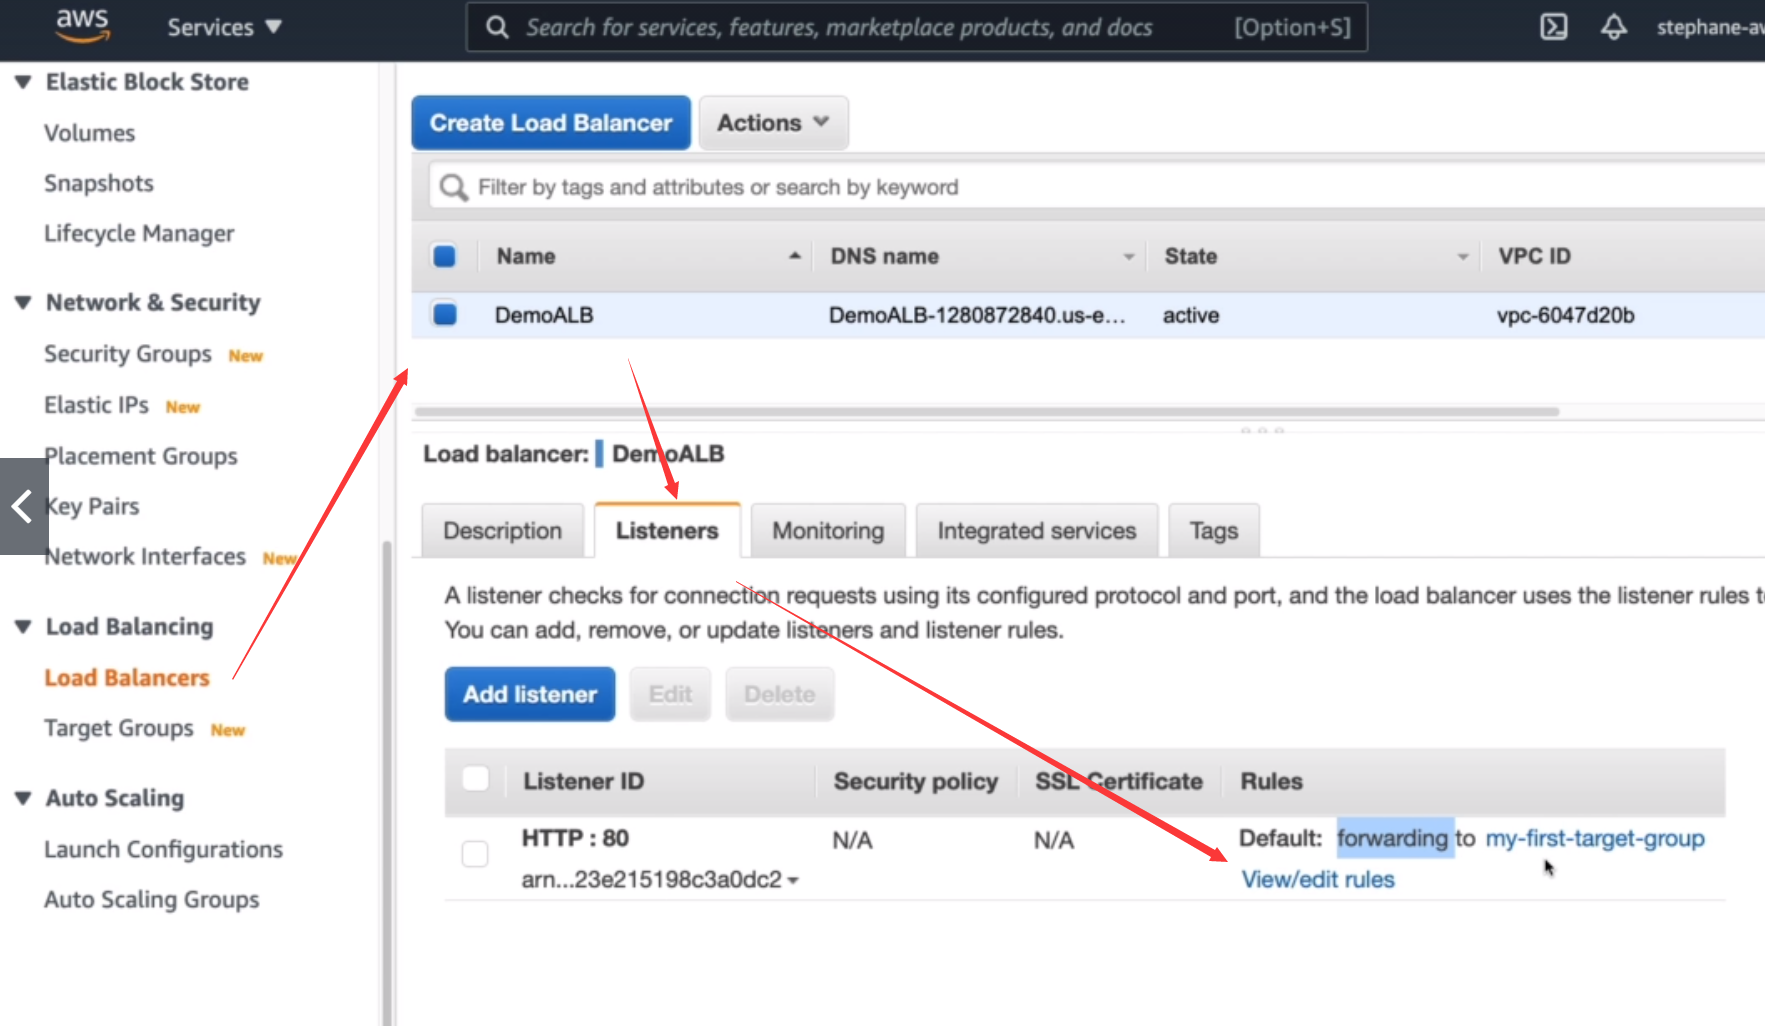 aws
Services
Search for services, features, marketplace products, and docs
[Option+S]
Elastic Block Store
Volumes
Snapshots
Lifecycle Manager
Network & Security
Security Groups New
Elastic IPs New
Placement Groups
Key Pairs
Network Interfaces New
Load Balancing
Load Balancers
Target Groups New
Auto Scaling
Launch Configurations
Auto Scaling Groups
Create Load Balancer
Actions
Filter by tags and attributes or search by keyword
Name DNS name State VPC ID
DemoALB DemoALB-1280872840.us-e... active vpc-6047d20b
Load balancer: DemoALB
Description Listeners Monitoring Integrated services Tags
A listener checks for connection requests using its configured protocol and port, and the load balancer uses the listener rules
You can add, remove, or update listeners and listener rules.
Add listener Edit Delete
Listener ID Security policy SSL Certificate Rules
HTTP : 80 N/A N/A Default: forwarding to my-first-target-group
arn...23e215198c3a0dc2 View/edit rules